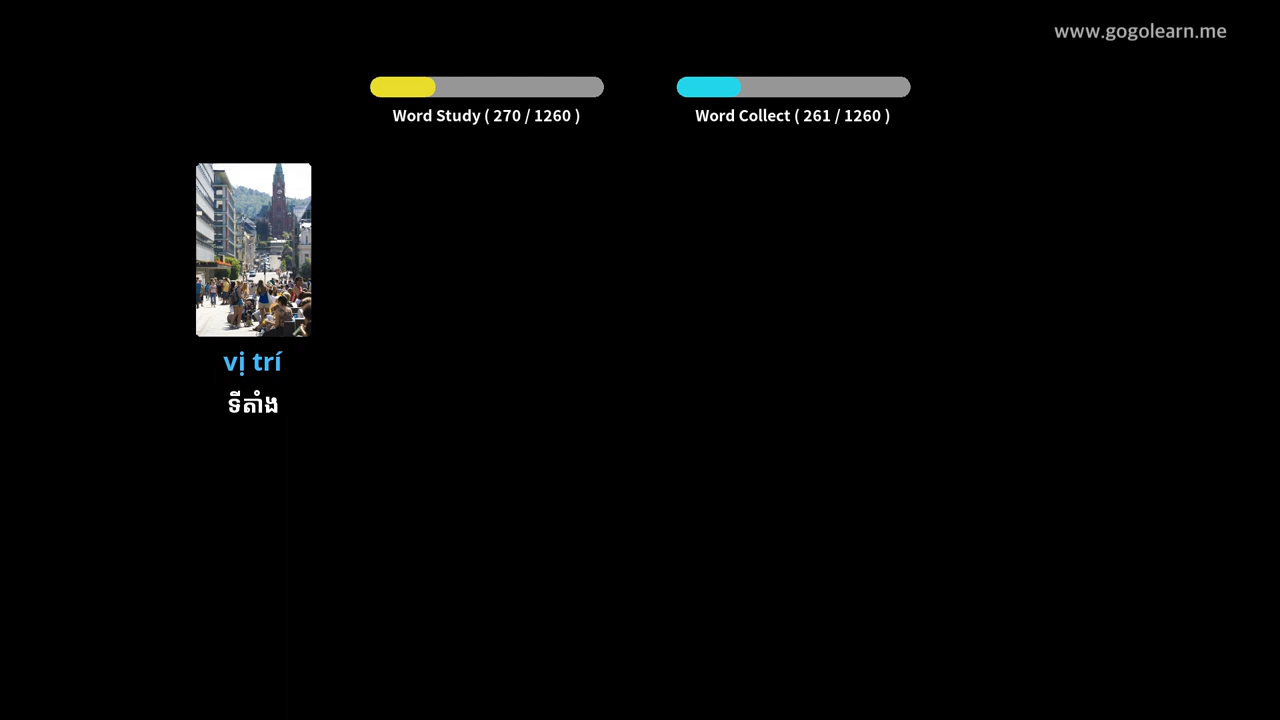 www.gogolearn.me
Word Study ( 270 / 1260 )
Word Collect ( 261 / 1260 )
vị trí
ទីតាំង